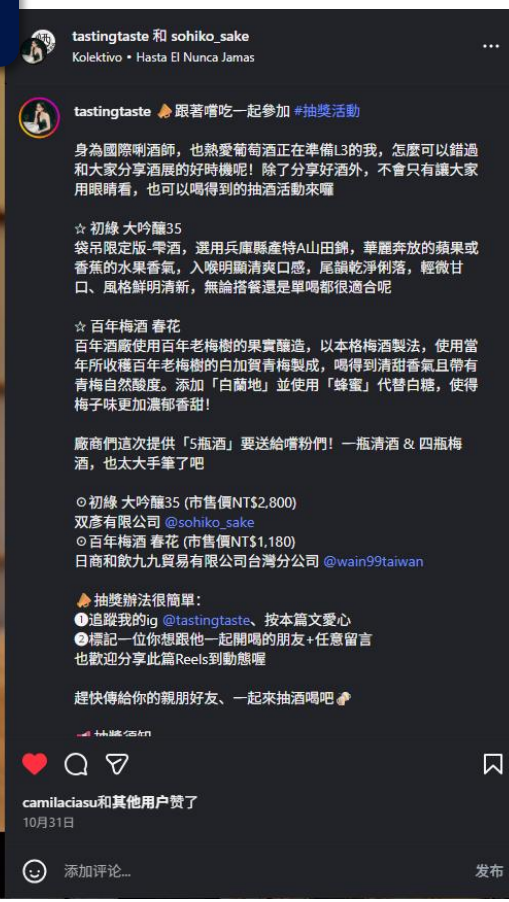 tastingtaste 和 sohiko_sake
Kolektivo • Hasta El Nunca Jamas
tastingtaste 📣跟著嚐吃一起參加 #抽獎活動
身為國際唎酒師，也熱愛葡萄酒正在準備L3的我，怎麼可以錯過
和大家分享酒展的好時機呢！除了分享好酒外，不會只有讓大家
用眼睛看，也可以喝得到的抽酒活動來囉
☆ 初綠 大吟釀35
袋吊限定版-雫酒，選用兵庫縣產特A山田錦，華麗奔放的蘋果或
香蕉的水果香氣，入喉明顯清爽口感，尾韻乾淨俐落，輕微甘
口、風格鮮明清新，無論搭餐還是單喝都很適合呢
☆ 百年梅酒 春花
百年酒廠使用百年老梅樹的果實釀造，以本格梅酒製法，使用當
年所收穫百年老梅樹的白加賀青梅製成，喝得到清甜香氣且帶有
青梅自然酸度。添加「白蘭地」並使用「蜂蜜」代替白糖，使得
梅子味更加濃郁香甜！
廠商們這次提供「5瓶酒」要送給嚐粉們！一瓶清酒 & 四瓶梅
酒，也太大手筆了吧
⊙初綠 大吟釀35 (市售價NT$2,800)
双彥有限公司 @sohiko_sake
⊙百年梅酒 春花 (市售價NT$1,180)
日商和飲九九貿易有限公司台灣分公司 @wain99taiwan
📣抽獎辦法很簡單：
❶追蹤我的ig @tastingtaste、按本篇文愛心
❷標記一位你想跟他一起開喝的朋友+任意留言
也歡迎分享此篇Reels到動態喔
趕快傳給你的親朋好友、一起來抽酒喝吧🥠
抽獎須知
camilaciasu和其他用户赞了
10月31日
添加评论...
发布